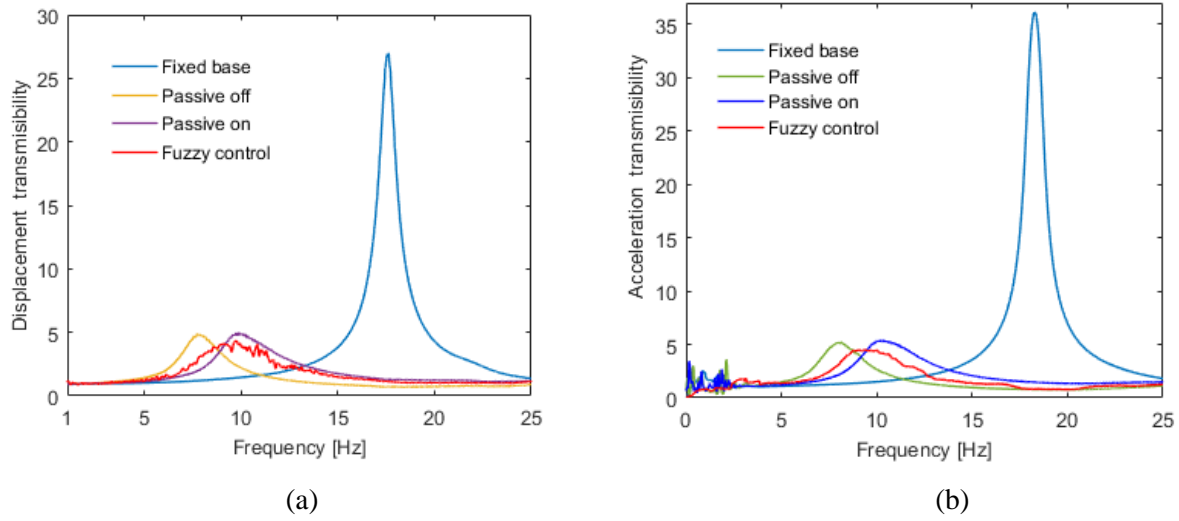 30
25
20
15
10
5
0
1
5
10
15
20
25
Displacement transmisibility
Frequency [Hz]
Fixed base
Passive off
Passive on
Fuzzy control
(a)
35
30
25
20
15
10
5
0
0
5
10
15
20
25
Acceleration transmisibility
Frequency [Hz]
Fixed base
Passive off
Passive on
Fuzzy control
(b)